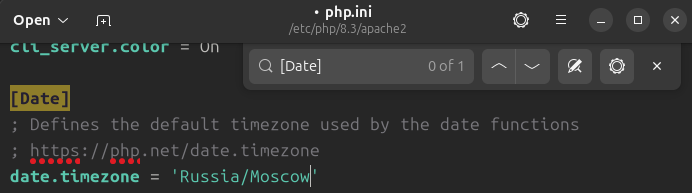 Open
• php.ini
/etc/php/8.3/apache2
cli_server.color = On
[Date]
0 of 1
[Date]
; Defines the default timezone used by the date functions
; https://php.net/date.timezone
date.timezone = 'Russia/Moscow'